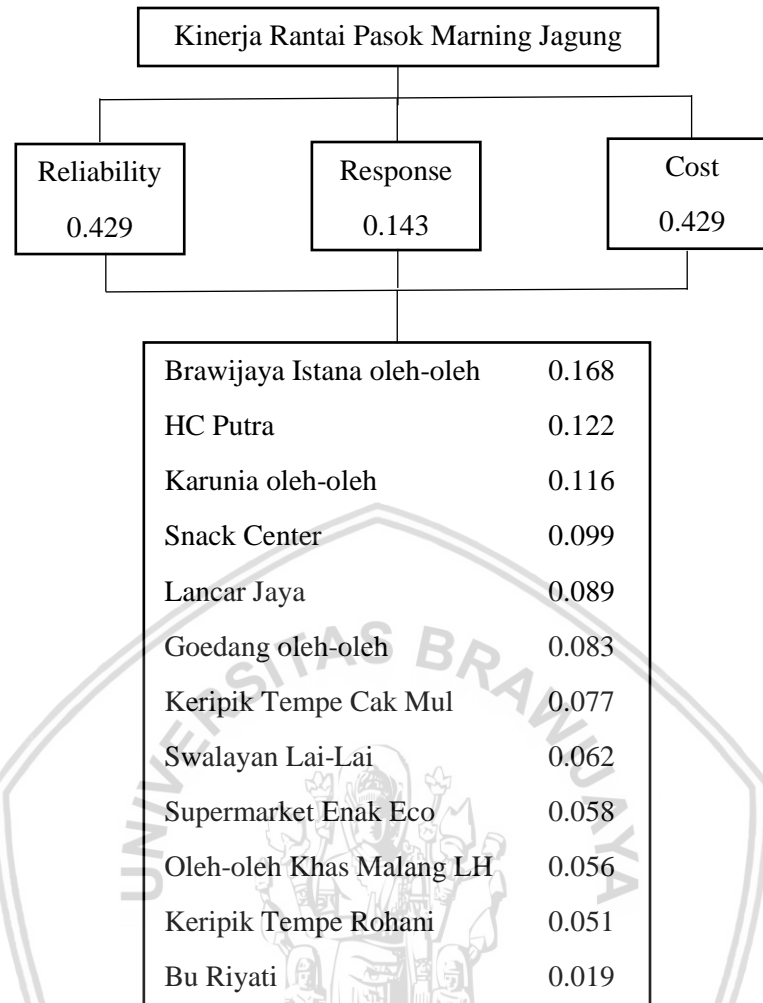 Kinerja Rantai Pasok Marning Jagung
Reliability Response Cost
0.429 0.143 0.429
Brawijaya Istana oleh-oleh 0.168
HC Putra 0.122
Karunia oleh-oleh 0.116
Snack Center 0.099
Lancar Jaya 0.089
Goedang oleh-oleh 0.083
Keripik Tempe Cak Mul 0.077
Swalayan Lai-Lai 0.062
Supermarket Enak Eco 0.058
Oleh-oleh Khas Malang LH 0.056
Keripik Tempe Rohani 0.051
Bu Riyati 0.019
UNIVERSITAS BRAWIJAYA